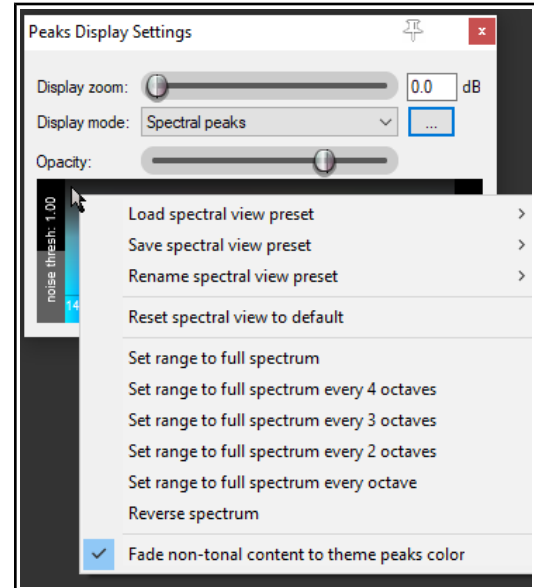 Peaks Display Settings
x
Display zoom:
0.0 dB
Display mode: Spectral peaks ...
Opacity:
noise thresh: 1.00
14
Load spectral view preset
Save spectral view preset
Rename spectral view preset
Reset spectral view to default
Set range to full spectrum
Set range to full spectrum every 4 octaves
Set range to full spectrum every 3 octaves
Set range to full spectrum every 2 octaves
Set range to full spectrum every octave
Reverse spectrum
Fade non-tonal content to theme peaks color